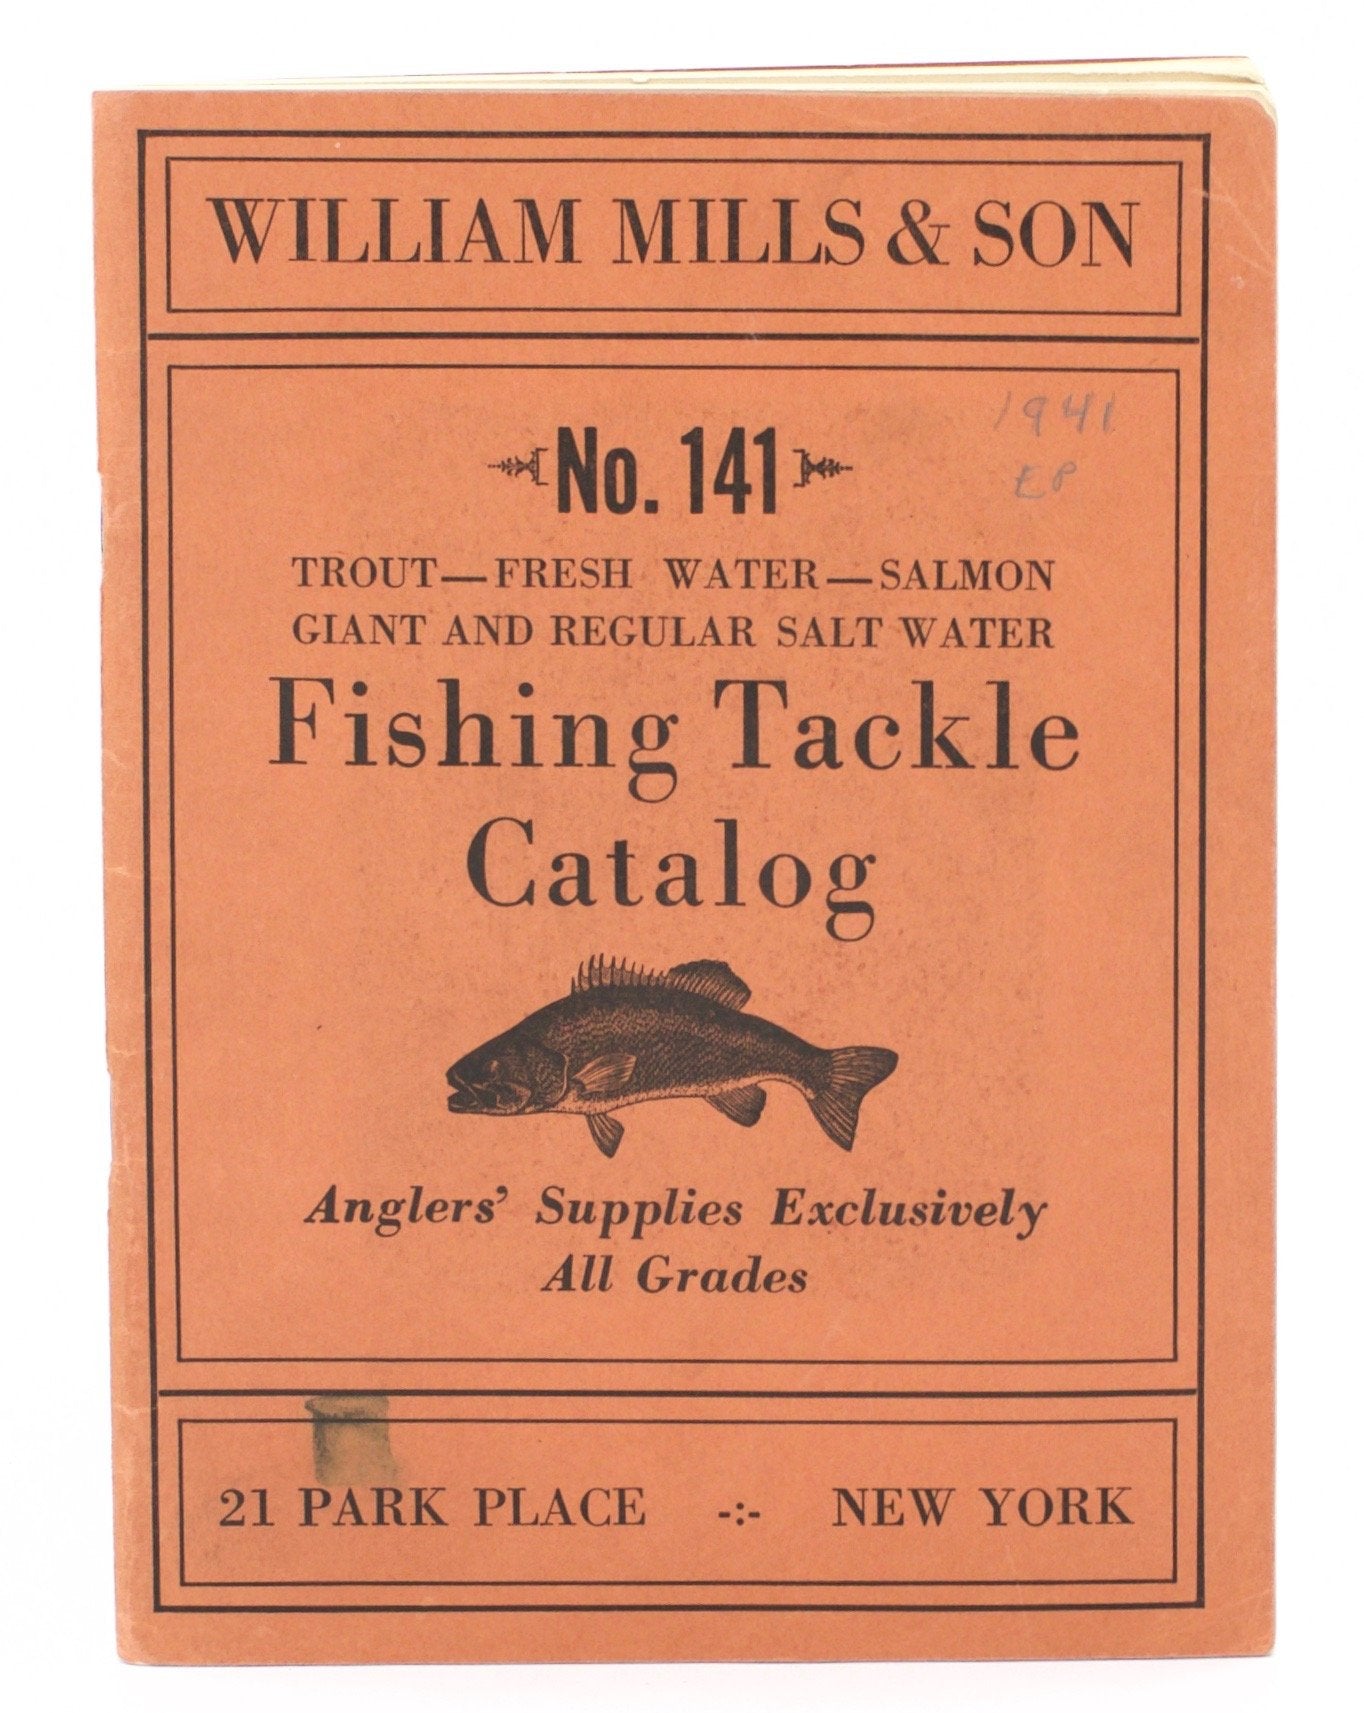 WILLIAM MILLS & SON
No. 141
1941
EP
TROUT—FRESH WATER—SALMON
GIANT AND REGULAR SALT WATER
Fishing Tackle
Catalog
Anglers' Supplies Exclusively
All Grades
21 PARK PLACE -:- NEW YORK